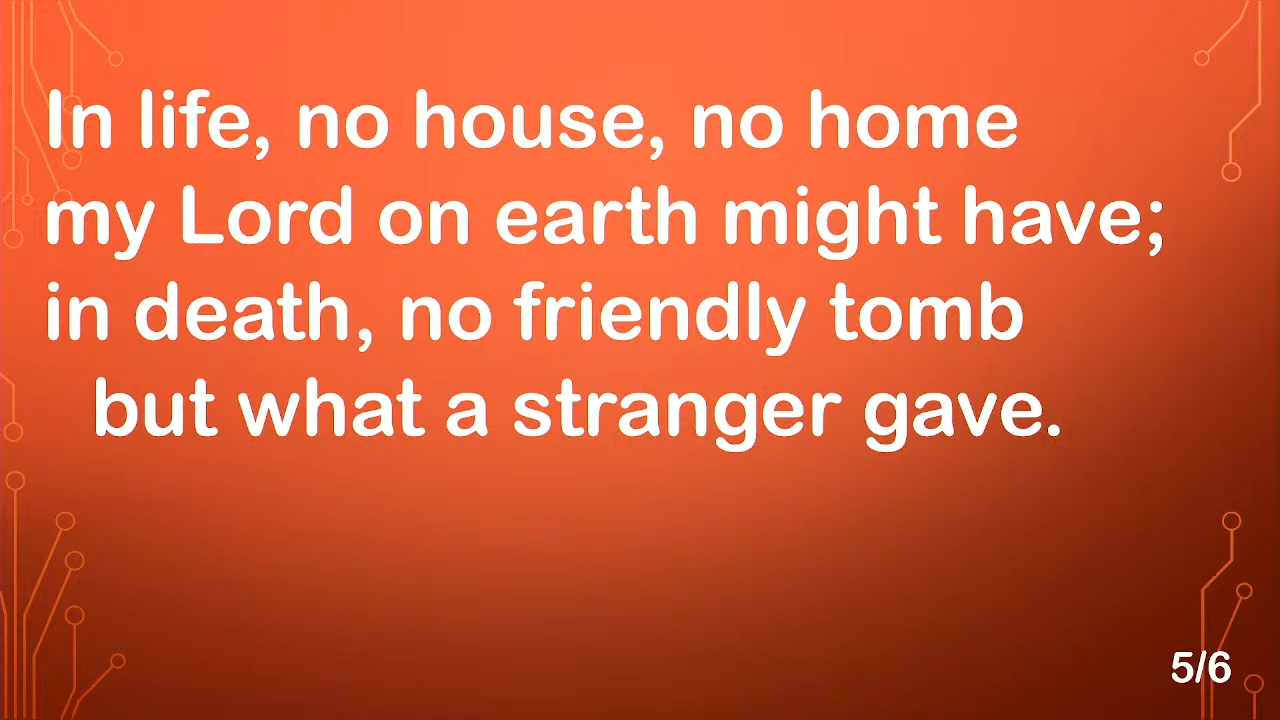 In life, no house, no home
my Lord on earth might have;
in death, no friendly tomb
but what a stranger gave.
5/6